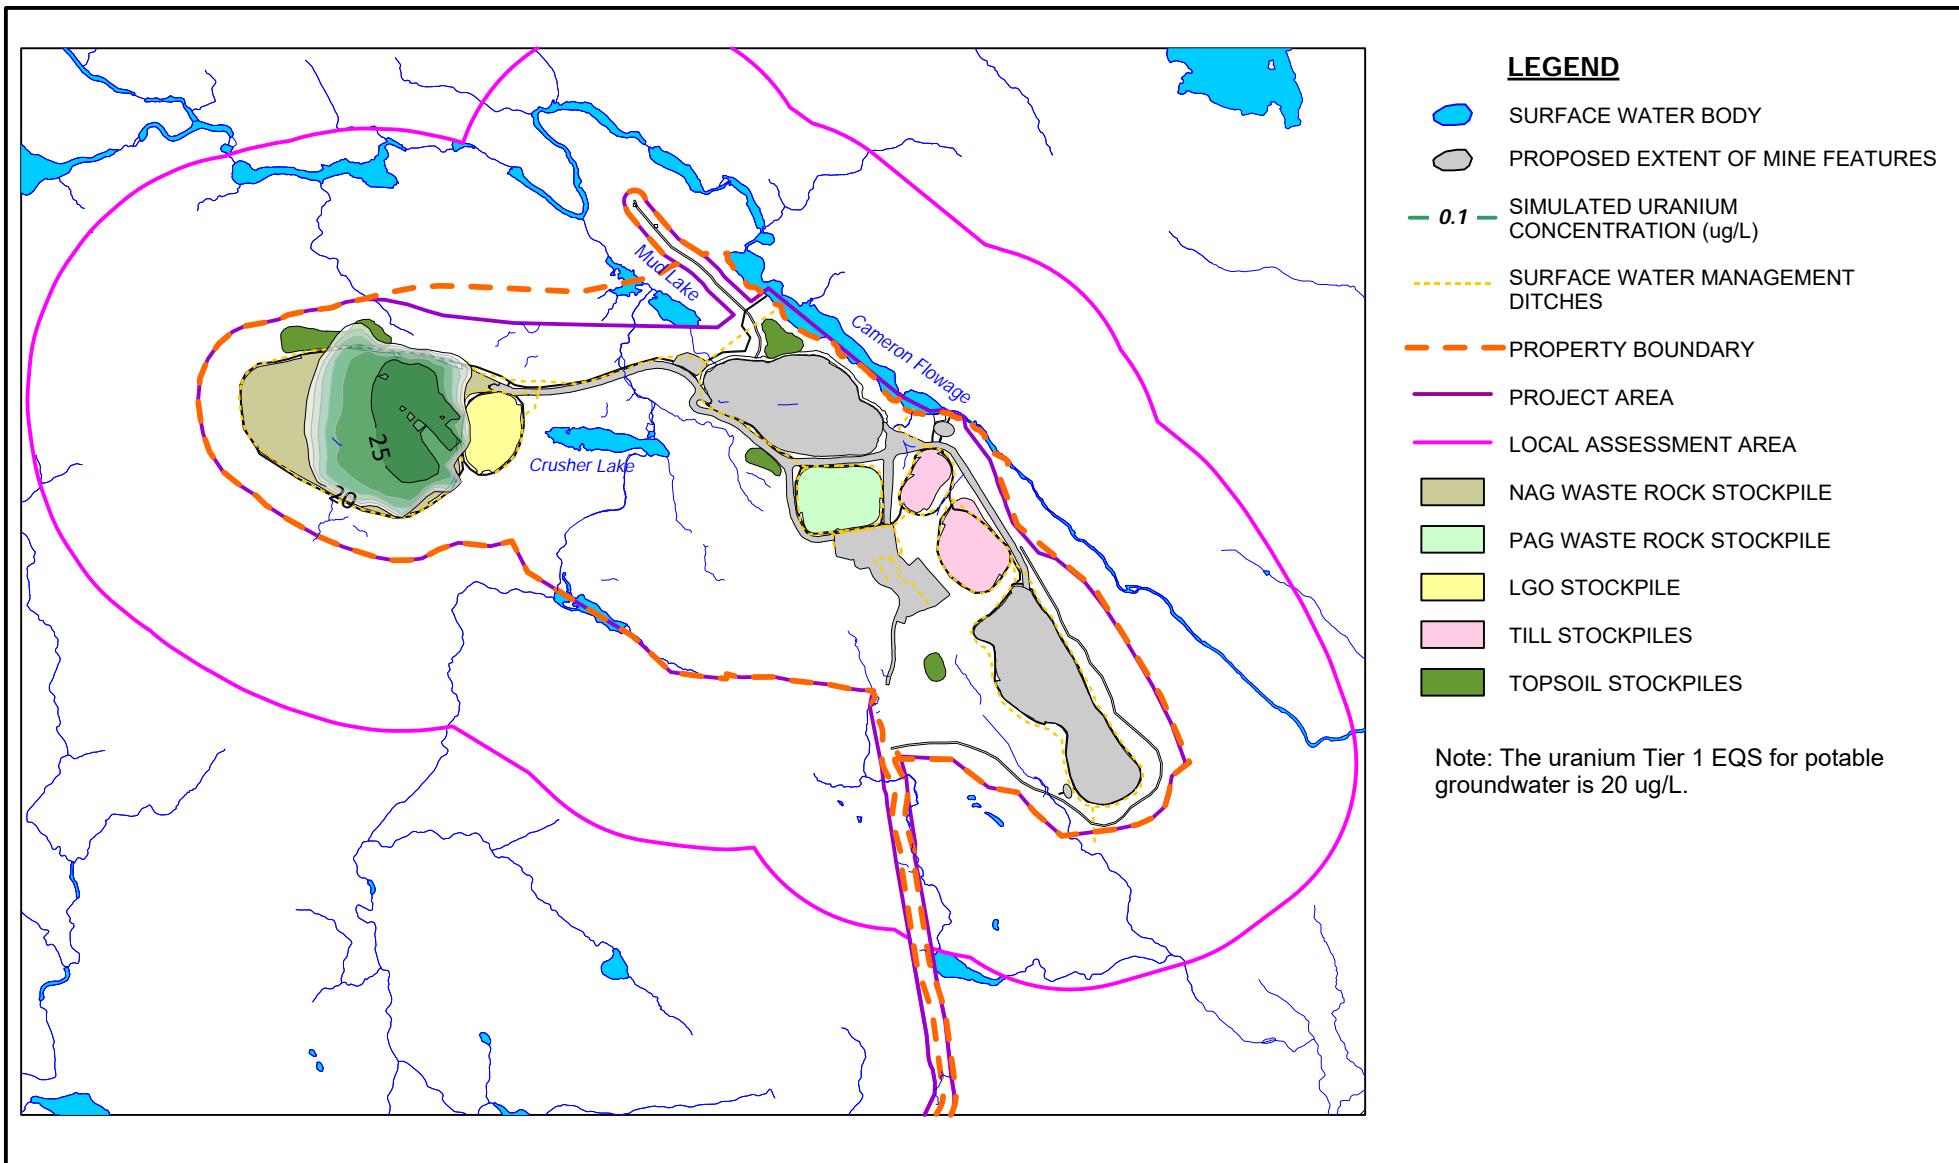 LEGEND
SURFACE WATER BODY
PROPOSED EXTENT OF MINE FEATURES
0.1
SIMULATED URANIUM
CONCENTRATION (ug/L)
SURFACE WATER MANAGEMENT
DITCHES
PROPERTY BOUNDARY
PROJECT AREA
LOCAL ASSESSMENT AREA
NAG WASTE ROCK STOCKPILE
PAG WASTE ROCK STOCKPILE
LGO STOCKPILE
TILL STOCKPILES
TOPSOIL STOCKPILES
Note: The uranium Tier 1 EQS for potable
groundwater is 20 ug/L.
Mud Lake
Cameron Flowage
Crusher Lake
25
20